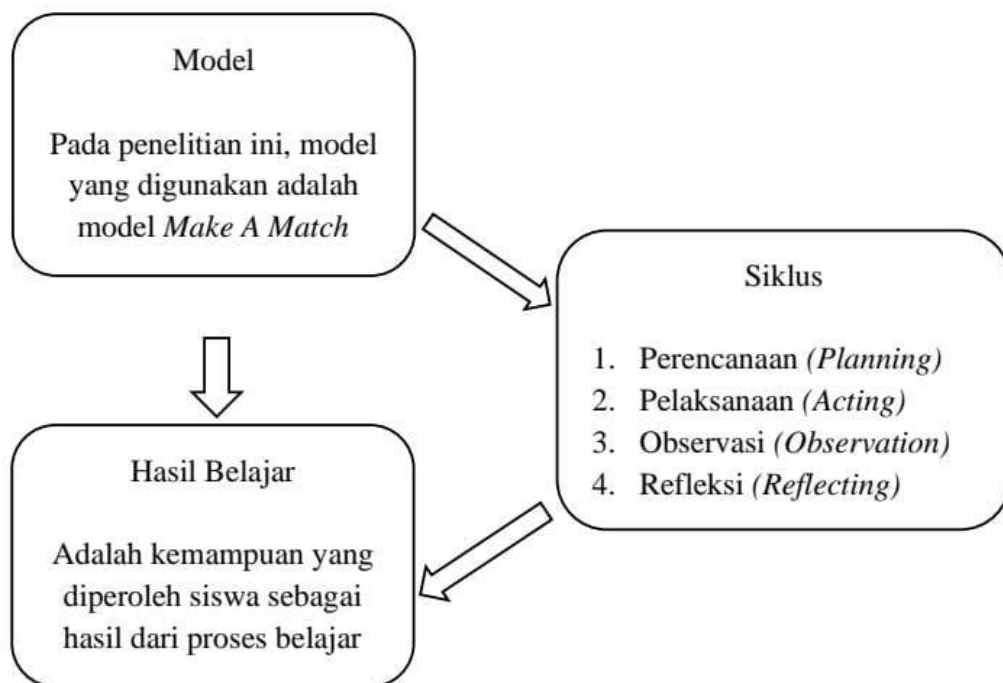 Model
Pada penelitian ini, model
yang digunakan adalah
model Make A Match
Siklus
1. Perencanaan (Planning)
2. Pelaksanaan (Acting)
3. Observasi (Observation)
4. Refleksi (Reflecting)
Hasil Belajar
Adalah kemampuan yang
diperoleh siswa sebagai
hasil dari proses belajar